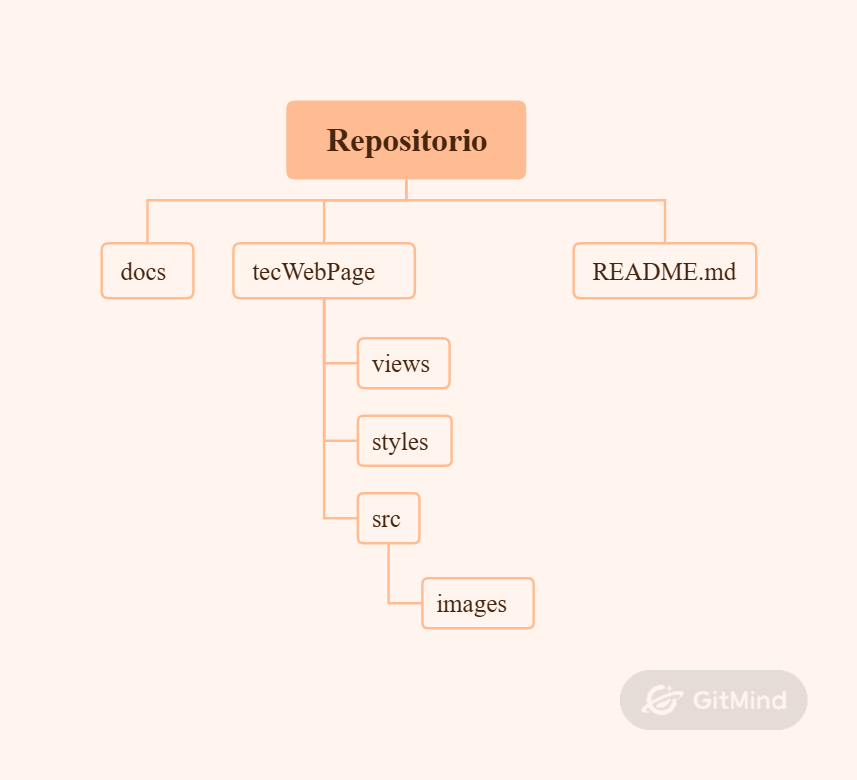 Repositorio
docs
tecWebPage
README.md
views
styles
src
images
GitMind